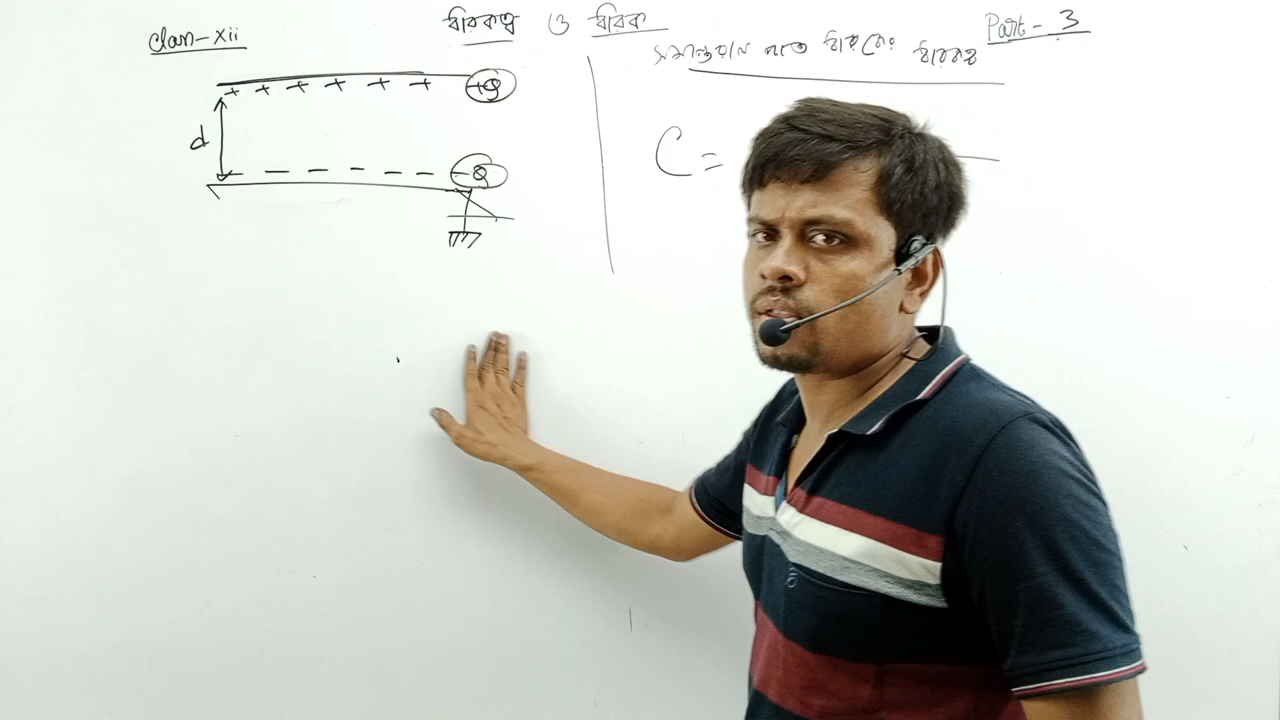 Class-xii
ধারকত্ব ও ধারক
Part-3
সমান্তরাল পাত ধারকের ধারকত্ব
+ + + + + +Q
d
- - - - - - -Q
C =